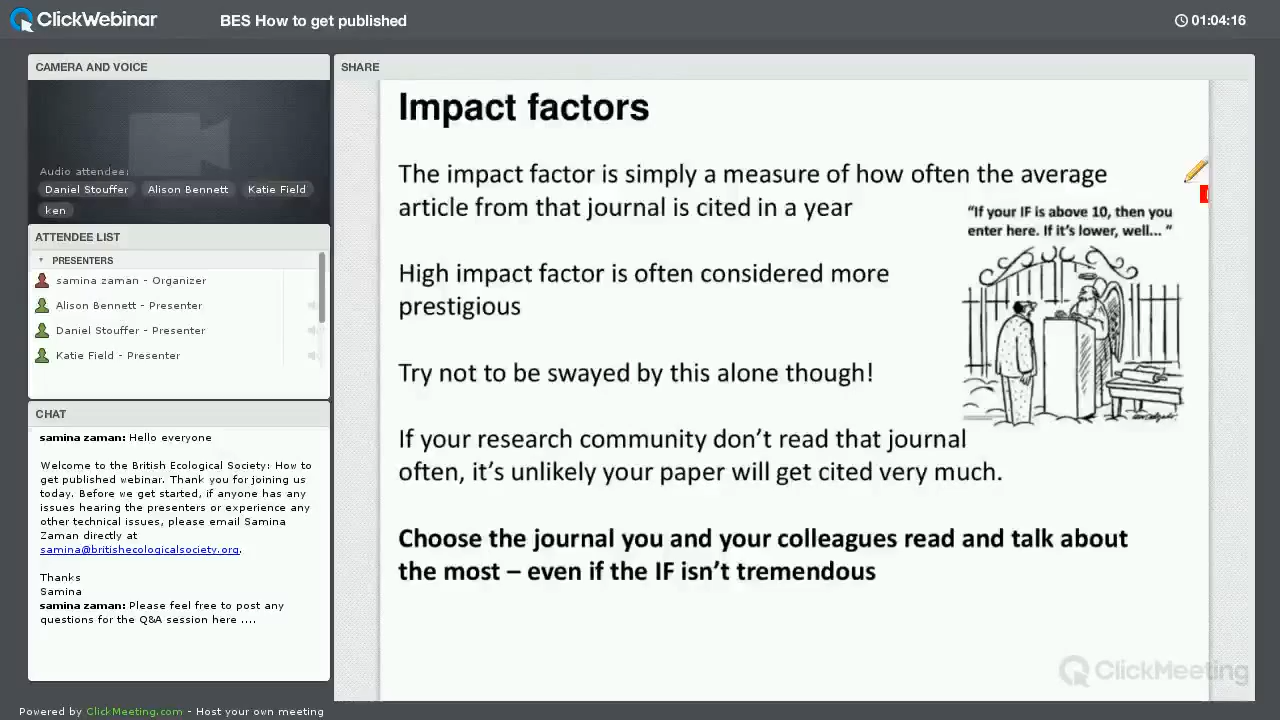 ClickWebinar
BES How to get published
01:04:16
CAMERA AND VOICE
Daniel Stouffer
Alison Bennett
Katie Field
ken
ATTENDEE LIST
PRESENTERS
samina zaman - Organizer
Alison Bennett - Presenter
Daniel Stouffer - Presenter
Katie Field - Presenter
CHAT
samina zaman: Hello everyone
Welcome to the British Ecological Society: How to
get published webinar. Thank you for joining us
today. Before we get started, if anyone has any
issues hearing the presenters or experience any
other technical issues, please email Samina
Zaman directly at
samina@britishecologicalsociety.org.
Thanks
Samina
samina zaman: Please feel free to post any
questions for the Q&A session here ....
SHARE
Impact factors
The impact factor is simply a measure of how often the average
article from that journal is cited in a year
“If your IF is above 10, then you
enter here. If it's lower, well... ”
High impact factor is often considered more
prestigious
Try not to be swayed by this alone though!
If your research community don’t read that journal
often, it’s unlikely your paper will get cited very much.
Choose the journal you and your colleagues read and talk about
the most – even if the IF isn’t tremendous
ClickMeeting
Powered by ClickMeeting.com - Host your own meeting